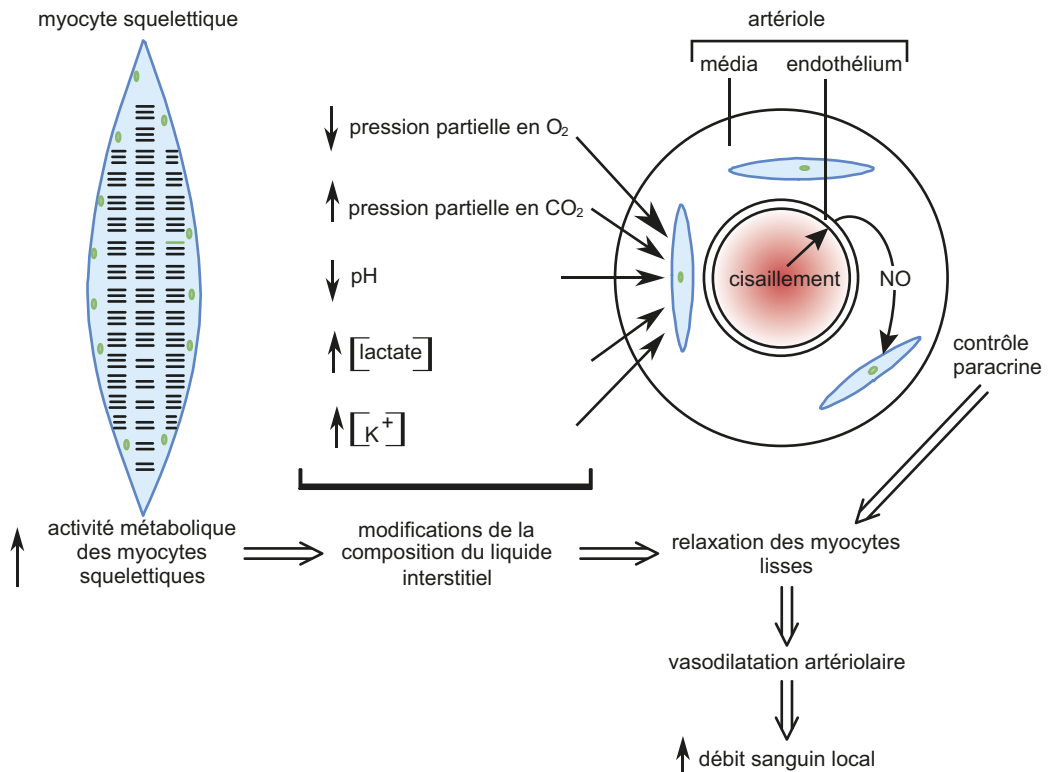 myocyte squelettique
artériole
média
endothélium
pression partielle en O₂
pression partielle en CO₂
pH
[lactate]
[K⁺]
cisaillement
NO
contrôle
paracrine
activité métabolique
des myocytes
squelettiques
modifications de la
composition du liquide
interstitiel
relaxation des myocytes
lisses
vasodilatation artériolaire
débit sanguin local